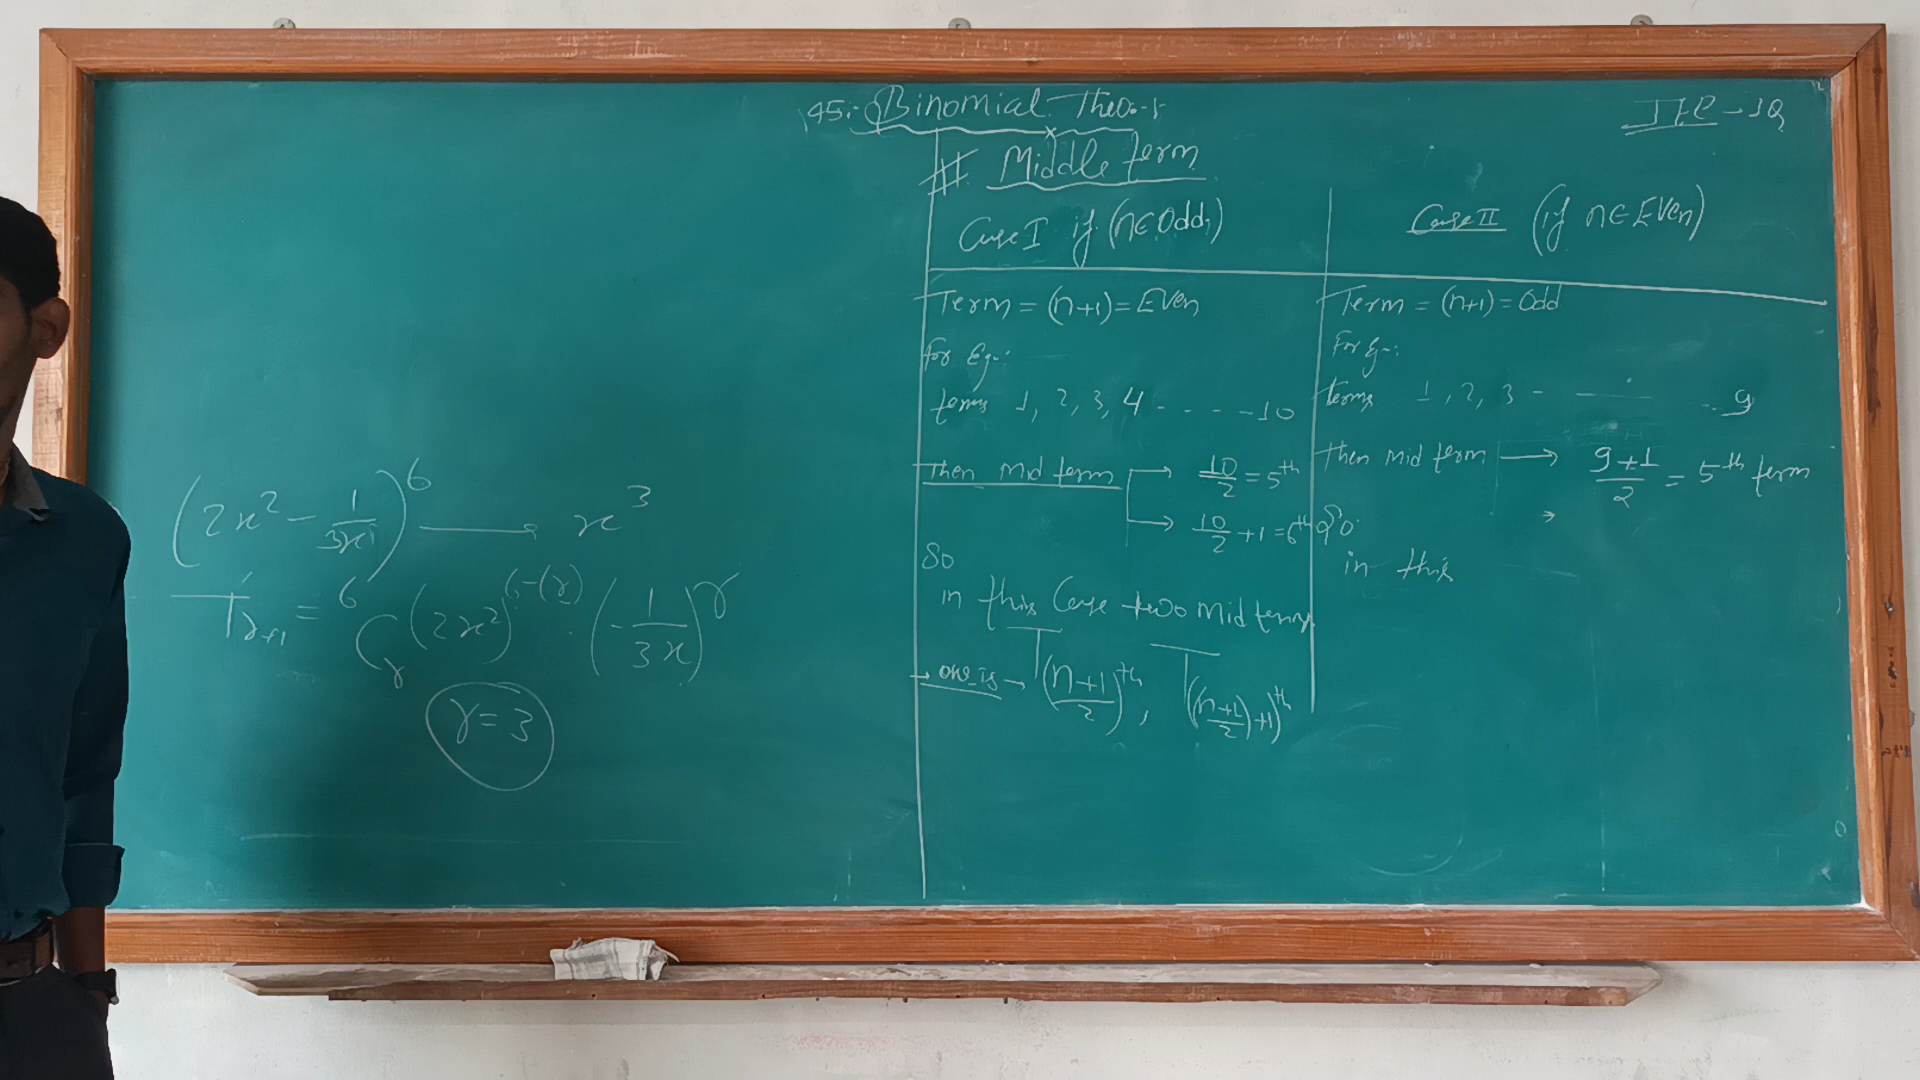 45:- Binomial Theo-
JEE-
# Middle term
(2x² - 1/3x)⁶ → x³
Tr+1 = ⁶Cr (2x²)⁶⁻⁽ʳ⁾ · (-1/3x)ʳ
r = 3
Case I if (n∈Odd)
Term = (n+1) = Even
for Eg-:
terms 1, 2, 3, 4 - - - - -10
Then mid term → 10/2 = 5th
→ 10/2 + 1 = 6th
So
in this Case two mid terms
→ one is → (n+1/2)th, ((n+1/2)+1)th
Case II (if n∈Even)
Term = (n+1) = Odd
For Eg-:
terms 1, 2, 3 - - - 9
Then mid term → 9+1/2 = 5th term
→
So
in this